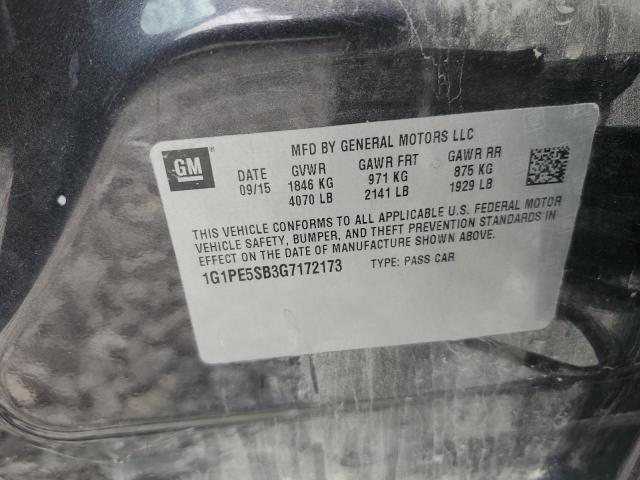 GM
MFD BY GENERAL MOTORS LLC
DATE GVWR GAWR FRT GAWR RR
09/15 1846 KG 971 KG 875 KG
4070 LB 2141 LB 1929 LB
THIS VEHICLE CONFORMS TO ALL APPLICABLE U.S. FEDERAL MOTOR
VEHICLE SAFETY, BUMPER, AND THEFT PREVENTION STANDARDS IN
EFFECT ON THE DATE OF MANUFACTURE SHOWN ABOVE.
1G1PE5SB3G7172173 TYPE: PASS CAR